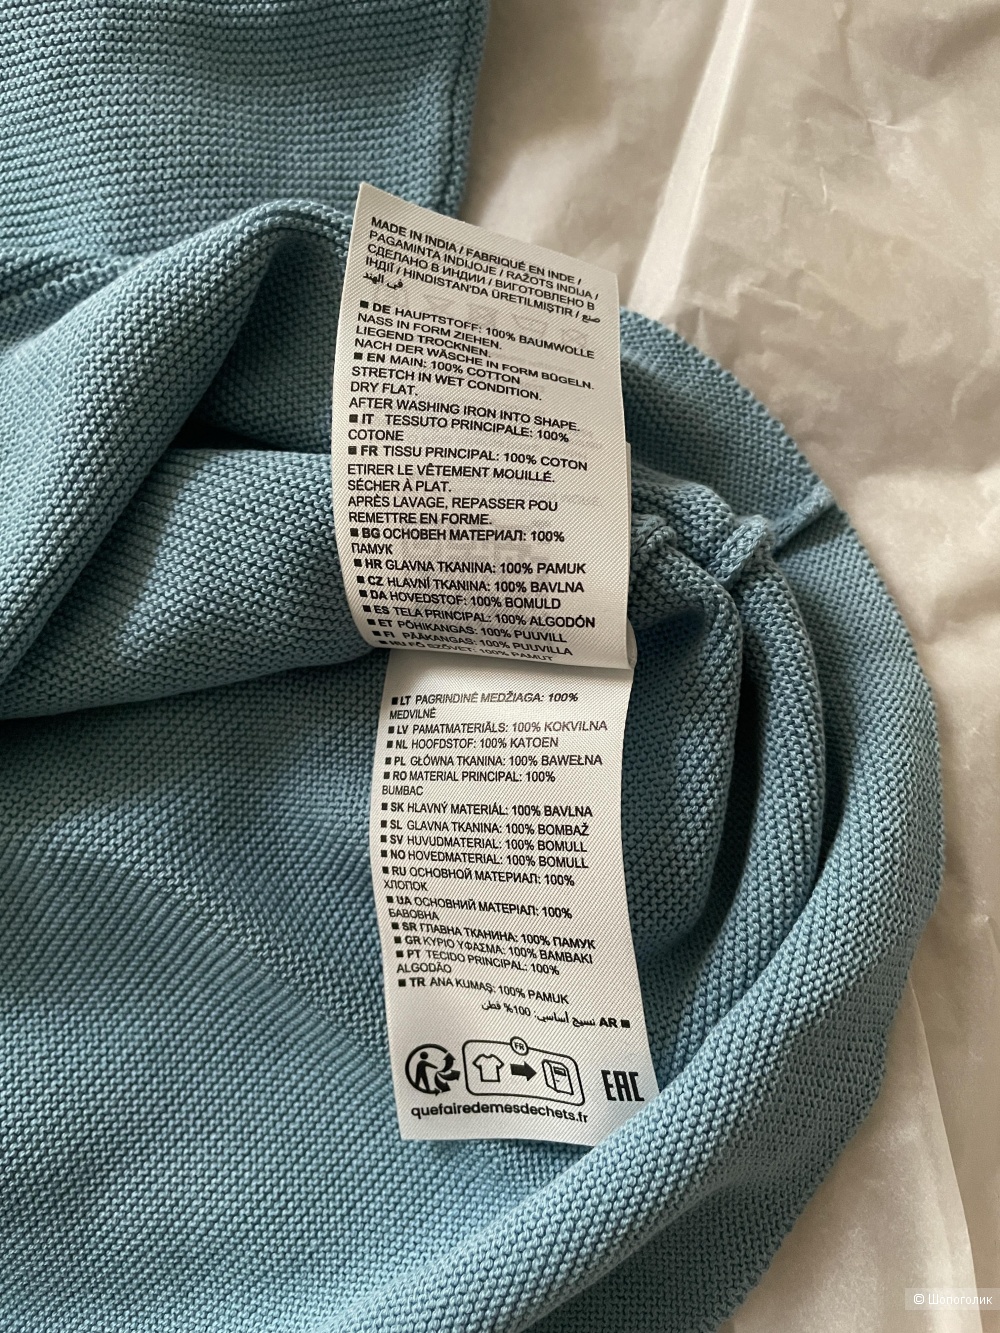 MADE IN INDIA / FABRIQUÉ EN INDE /
PAGAMINTA INDIJOJE / RAŽOTS INDIJA /
СДЕЛАНО В ИНДИИ / ВИГОТОВЛЕНО В
ІНДІЇ / HINDISTAN'DA ÜRETILMIŞTIR / صنع
في الهند
■ DE HAUPTSTOFF: 100% BAUMWOLLE
NASS IN FORM ZIEHEN.
LIEGEND TROCKNEN.
NACH DER WÄSCHE IN FORM BÜGELN.
■ EN MAIN: 100% COTTON
STRETCH IN WET CONDITION.
DRY FLAT.
AFTER WASHING IRON INTO SHAPE.
■ IT TESSUTO PRINCIPALE: 100%
COTONE
■ FR TISSU PRINCIPAL: 100% COTON
ETIRER LE VÊTEMENT MOUILLÉ.
SÉCHER À PLAT.
APRÈS LAVAGE, REPASSER POU
REMETTRE EN FORME.
■ BG ОСНОВЕН МАТЕРИАЛ: 100%
ПАМУК
■ HR GLAVNA TKANINA: 100% PAMUK
■ CZ HLAVNÍ TKANINA: 100% BAVLNA
■ DA HOVEDSTOF: 100% BOMULD
■ ES TELA PRINCIPAL: 100% ALGODÓN
■ ET PÕHIKANGAS: 100% PUUVILL
■ FI PÄÄKANGAS: 100% PUUVILLA
■ HU FŐ SZÖVET: 100% PAMUT
■ LT PAGRINDINĖ MEDŽIAGA: 100%
MEDVILNĖ
■ LV PAMATMATERIĀLS: 100% KOKVILNA
■ NL HOOFDSTOF: 100% KATOEN
■ PL GŁÓWNA TKANINA: 100% BAWEŁNA
■ RO MATERIAL PRINCIPAL: 100%
BUMBAC
■ SK HLAVNÝ MATERIÁL: 100% BAVLNA
■ SL GLAVNA TKANINA: 100% BOMBAŽ
■ SV HUVUDMATERIAL: 100% BOMULL
■ NO HOVEDMATERIAL: 100% BOMULL
■ RU ОСНОВНОЙ МАТЕРИАЛ: 100%
ХЛОПОК
■ UA ОСНОВНИЙ МАТЕРІАЛ: 100%
БАВОВНА
■ SR ГЛАВНА ТКАНИНА: 100% ПАМУК
■ GR ΚΥΡΙΟ ΥΦΑΣΜΑ: 100% ΒΑΜΒΑΚΙ
■ PT TECIDO PRINCIPAL: 100%
ALGODÃO
■ TR ANA KUMAŞ: 100% PAMUK
■ AR نسيج أساسي: 100% قطن
FR
EAC
quefairedemesdechets.fr
© Шопоголик